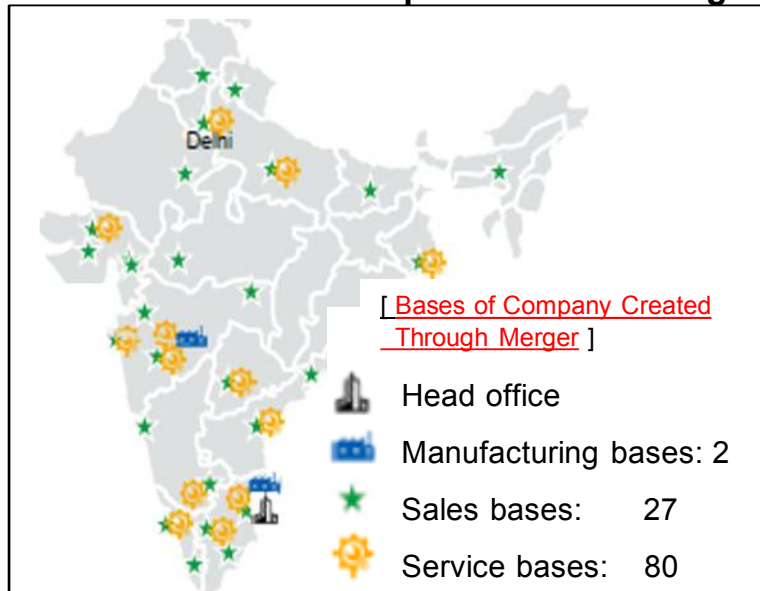 Delhi
[ Bases of Company Created
Through Merger ]
Head office
Manufacturing bases: 2
Sales bases: 27
Service bases: 80